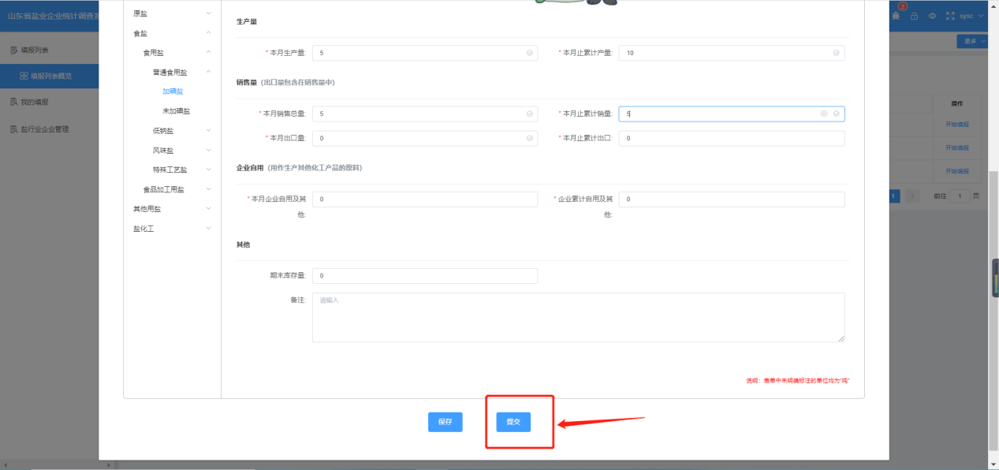 山东省盐业企业统计调查系
2
sysc
填报列表
填报列表概览
我的填报
盐行业企业管理
原盐
食盐
食用盐
普通食用盐
加碘盐
未加碘盐
低钠盐
风味盐
特殊工艺盐
食品加工用盐
其他用盐
盐化工
生产量
* 本月生产量: 5
* 本月止累计产量: 10
销售量 (出口量包含在销售量中)
* 本月销售总量: 5
* 本月止累计销量: 5
* 本月出口量: 0
* 本月止累计出口: 0
企业自用 (用作生产其他化工产品的原料)
* 本月企业自用及其他: 0
* 企业累计自用及其他: 0
其他
期末库存量: 0
备注: 请输入
说明：表单中未明确标注的单位均为"吨"
保存
提交
更多
操作
开始填报
开始填报
开始填报
1
前往 1 页